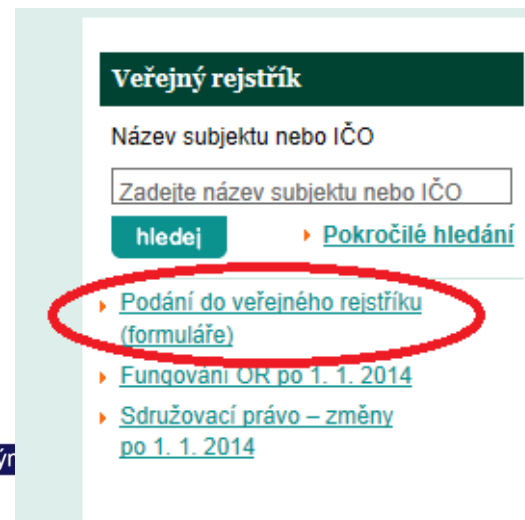 Veřejný rejstřík
Název subjektu nebo IČO
Zadejte název subjektu nebo IČO
hledej
Pokročilé hledání
Podání do veřejného rejstříku
(formuláře)
Fungování OR po 1. 1. 2014
Sdružovací právo – změny
po 1. 1. 2014